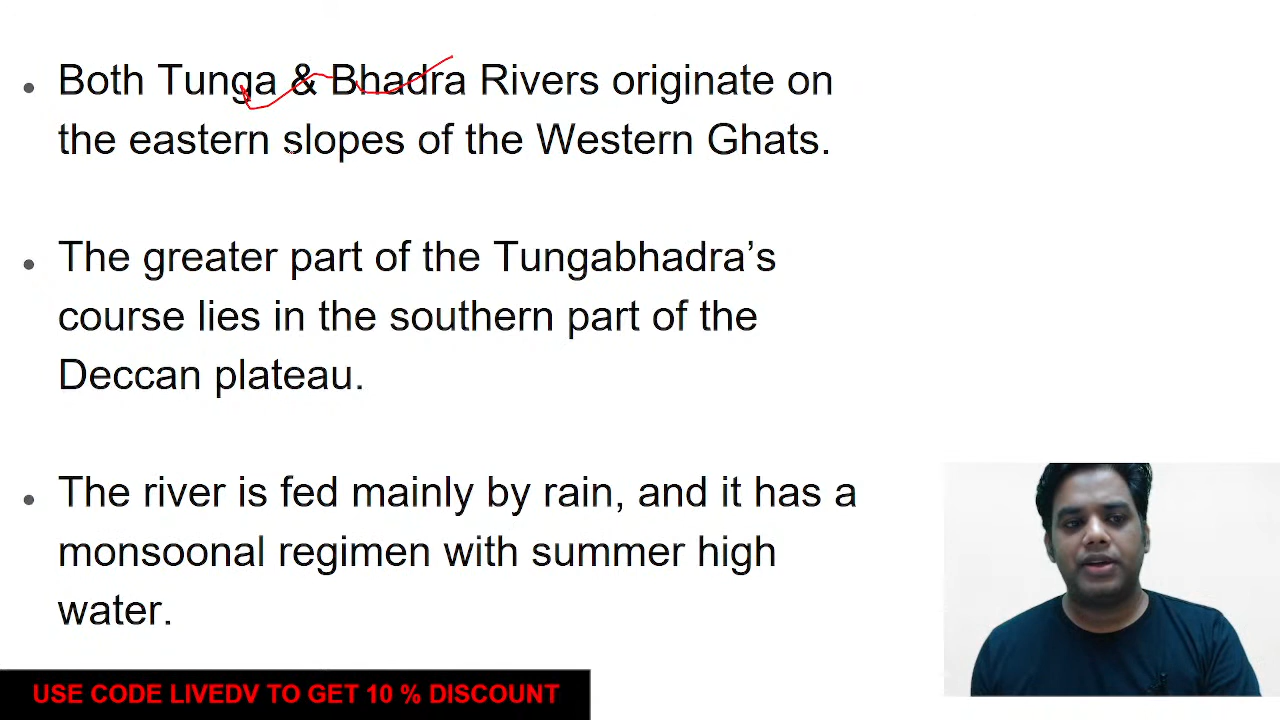 Both Tunga & Bhadra Rivers originate on
the eastern slopes of the Western Ghats.
The greater part of the Tungabhadra’s
course lies in the southern part of the
Deccan plateau.
The river is fed mainly by rain, and it has a
monsoonal regimen with summer high
water.
USE CODE LIVEDV TO GET 10 % DISCOUNT